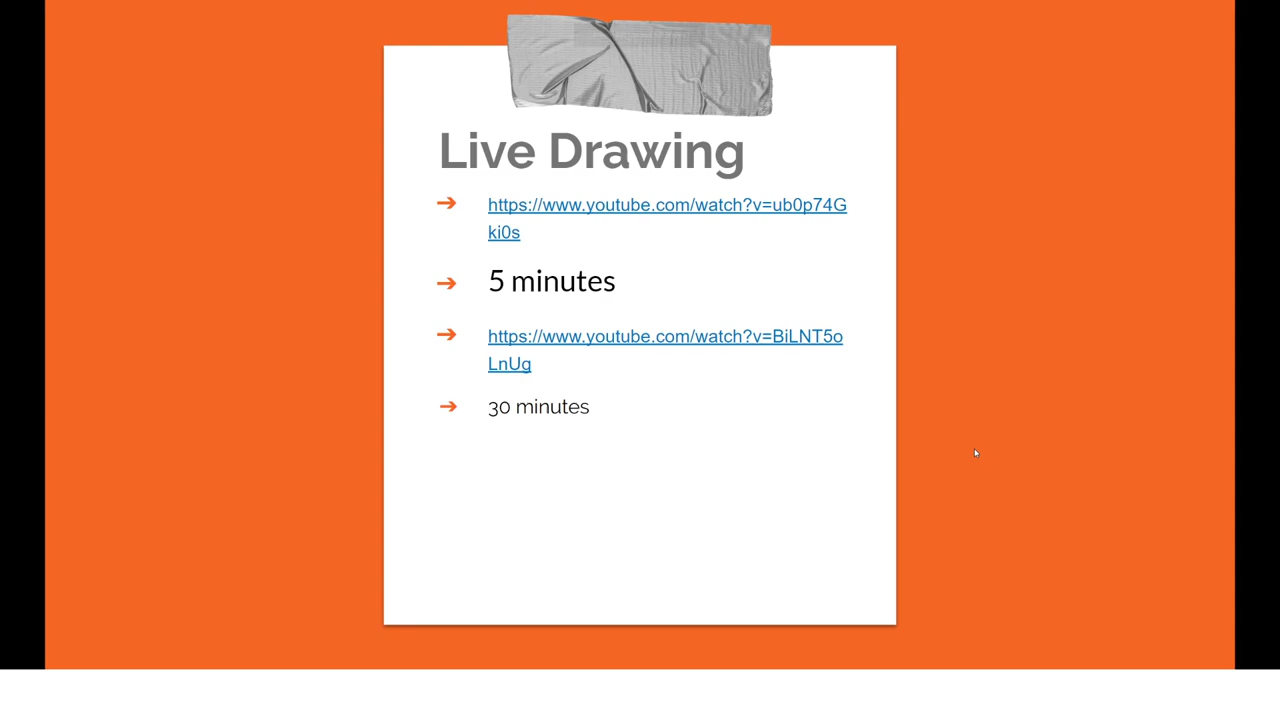 Live Drawing
➔ https://www.youtube.com/watch?v=ub0p74G
ki0s
➔ 5 minutes
➔ https://www.youtube.com/watch?v=BiLNT5o
LnUg
➔ 30 minutes